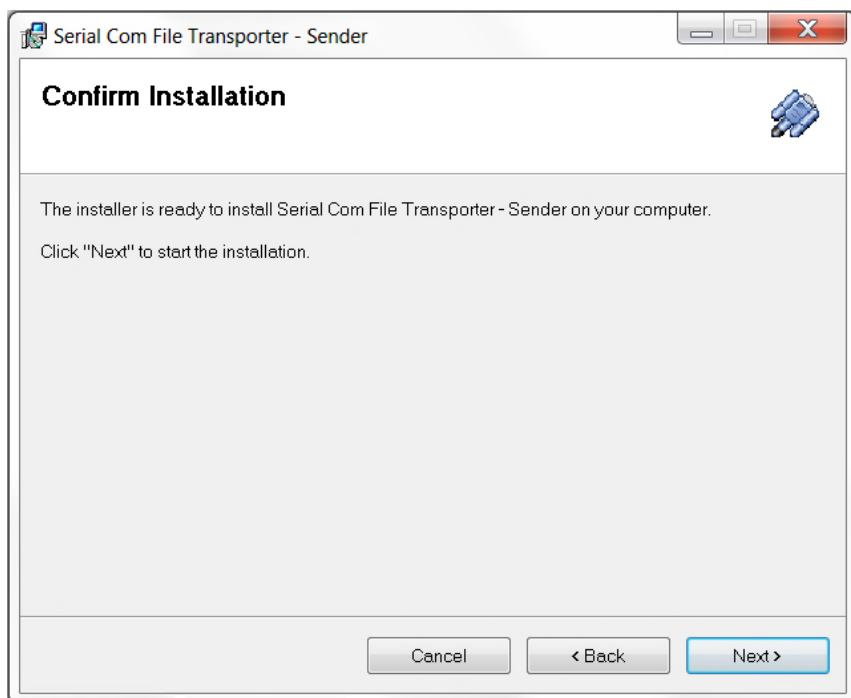 Serial Com File Transporter - Sender
Confirm Installation
The installer is ready to install Serial Com File Transporter - Sender on your computer.
Click "Next" to start the installation.
Cancel
< Back
Next >